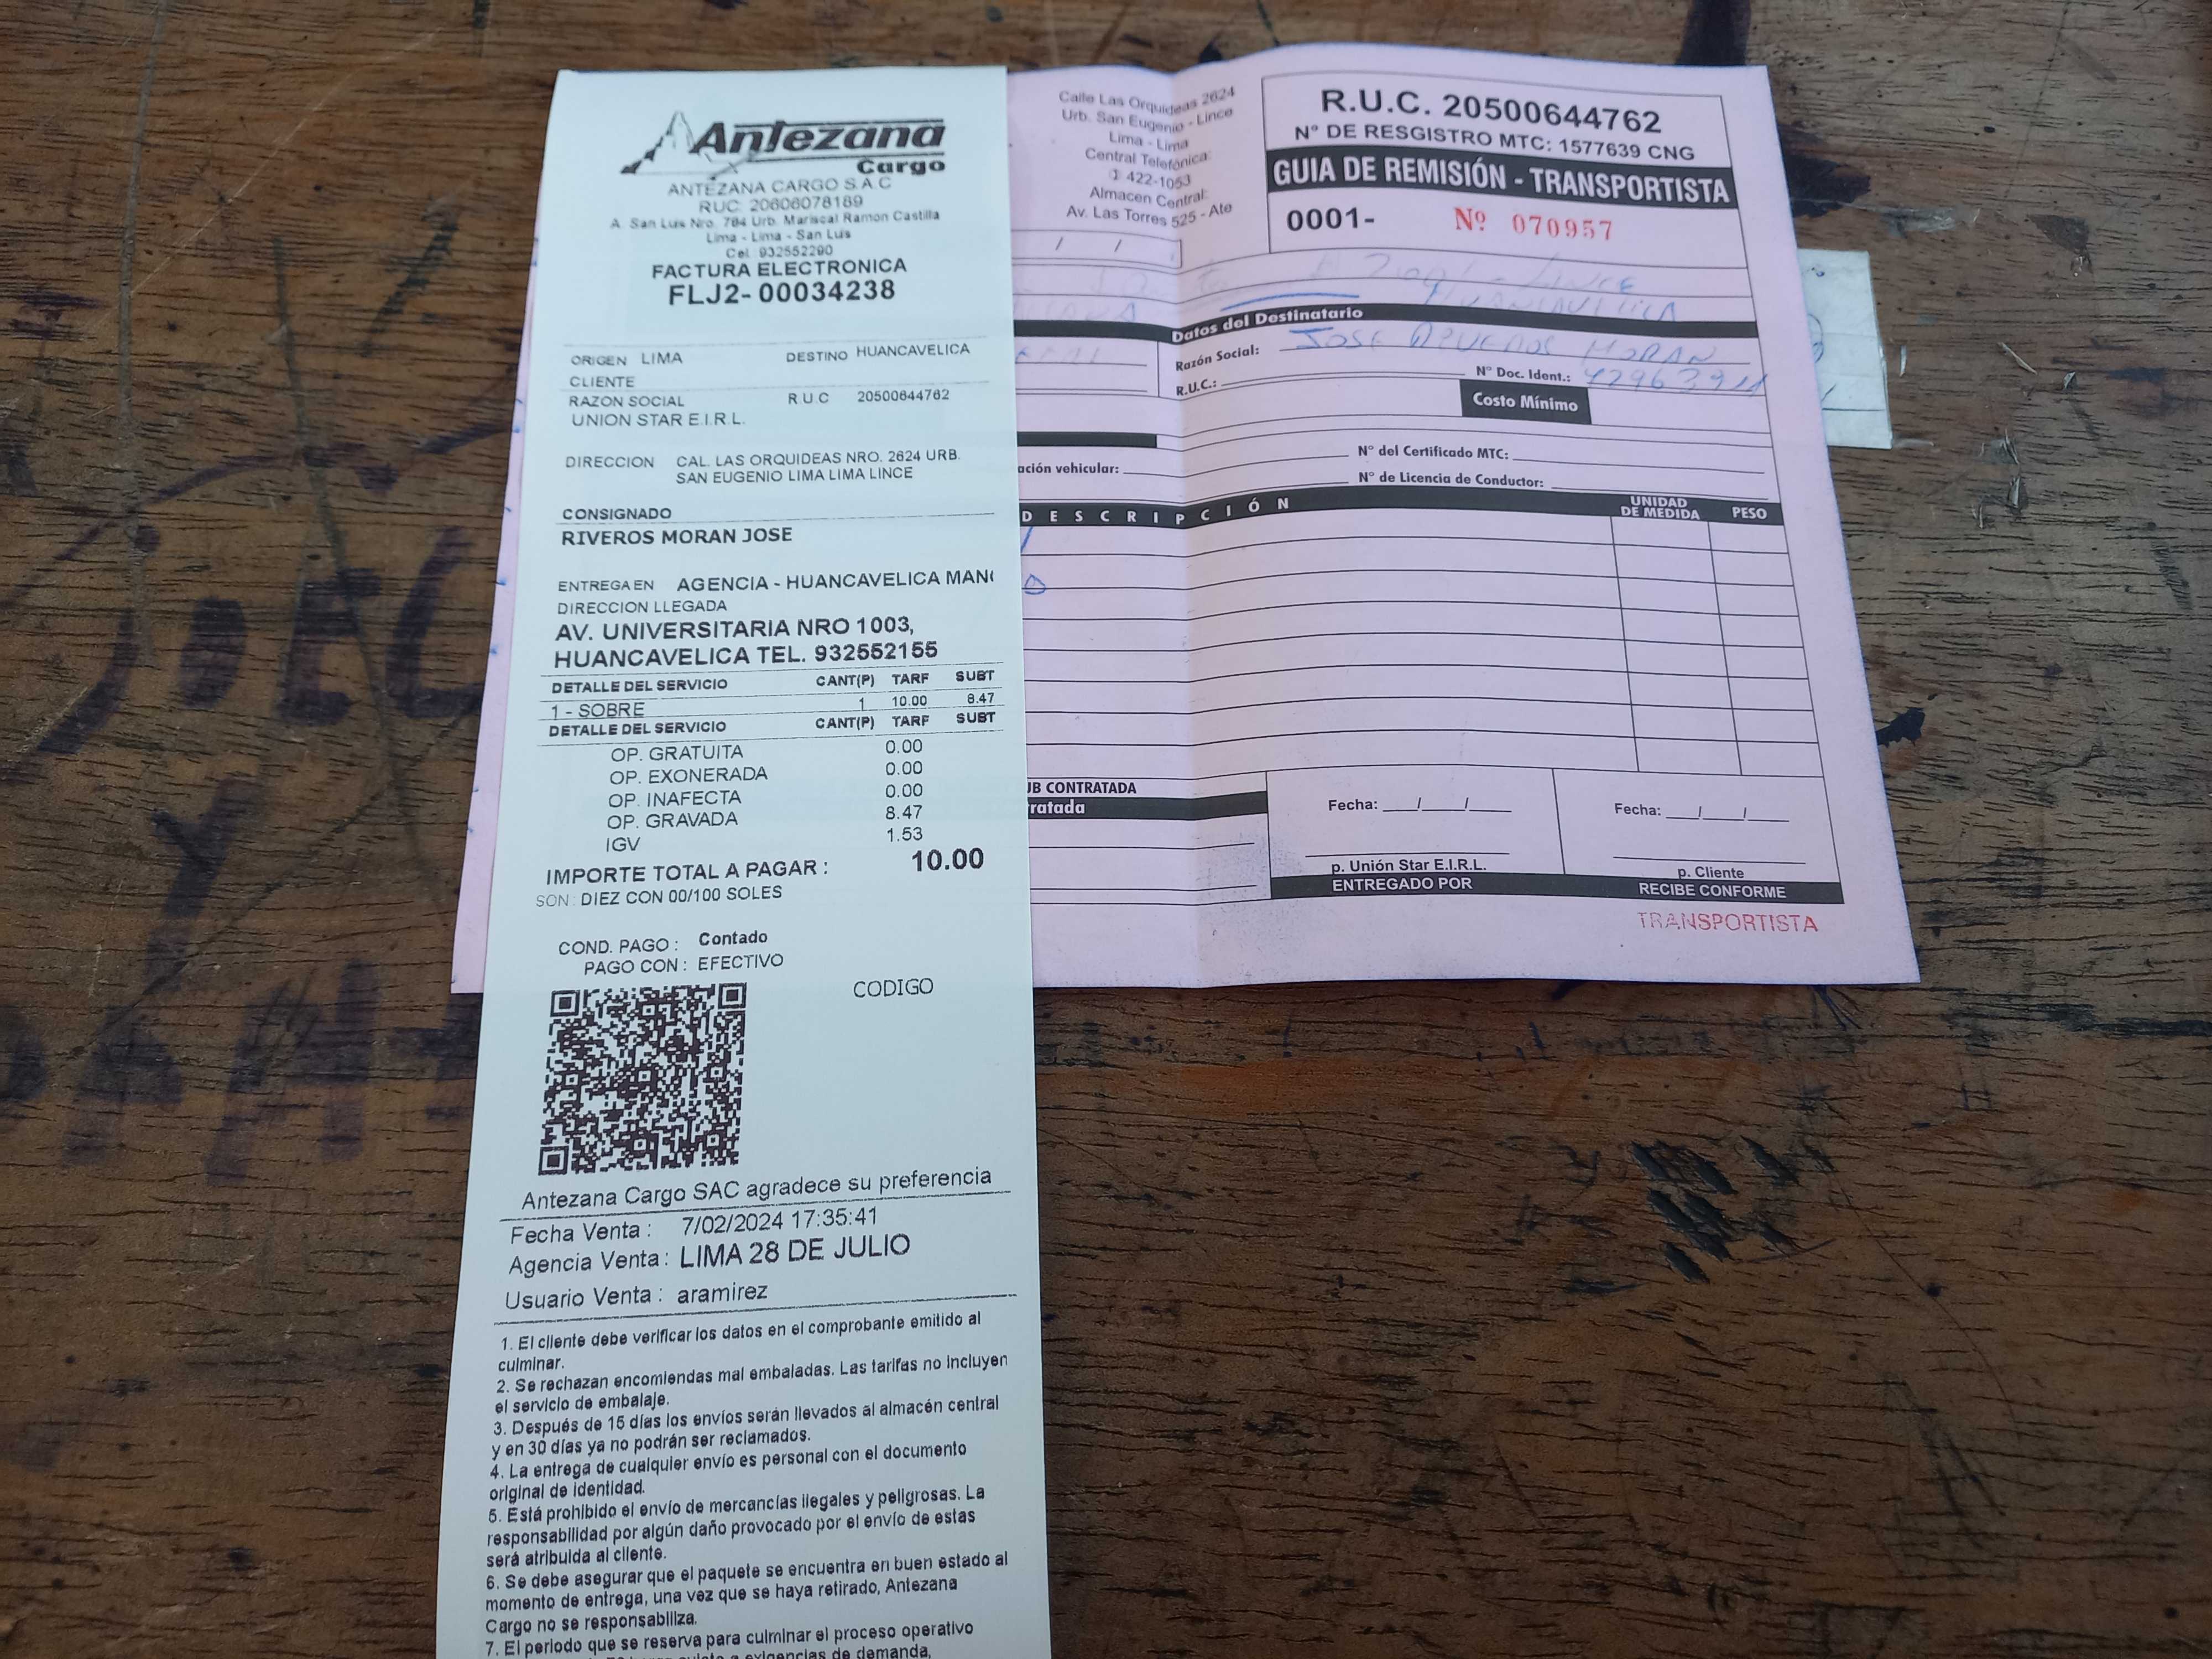 Antezana
Cargo
ANTEZANA CARGO S.A.C
RUC: 20606078189
A. San Luis Nro. 784 Urb. Mariscal Ramon Castilla
Lima - Lima - San Luis
Cel: 932552290
FACTURA ELECTRONICA
FLJ2- 00034238
ORIGEN LIMA DESTINO HUANCAVELICA
CLIENTE
RAZON SOCIAL R.U.C 20500644762
UNION STAR E.I.R.L.
DIRECCION CAL. LAS ORQUIDEAS NRO. 2624 URB.
SAN EUGENIO LIMA LIMA LINCE
CONSIGNADO
RIVEROS MORAN JOSE
ENTREGA EN AGENCIA - HUANCAVELICA
DIRECCION LLEGADA
AV. UNIVERSITARIA NRO 1003,
HUANCAVELICA TEL. 932552155
DETALLE DEL SERVICIO CANT(P) TARF SUBT
1 - SOBRE 1 10.00 8.47
DETALLE DEL SERVICIO CANT(P) TARF SUBT
OP. GRATUITA 0.00
OP. EXONERADA 0.00
OP. INAFECTA 0.00
OP. GRAVADA 8.47
IGV 1.53
IMPORTE TOTAL A PAGAR : 10.00
SON : DIEZ CON 00/100 SOLES
COND. PAGO : Contado
PAGO CON : EFECTIVO
CODIGO
Antezana Cargo SAC agradece su preferencia
Fecha Venta : 7/02/2024 17:35:41
Agencia Venta : LIMA 28 DE JULIO
Usuario Venta : aramirez
1. El cliente debe verificar los datos en el comprobante emitido al
culminar.
2. Se rechazan encomiendas mal embaladas. Las tarifas no incluyen
el servicio de embalaje.
3. Después de 15 días los envíos serán llevados al almacén central
y en 30 días ya no podrán ser reclamados.
4. La entrega de cualquier envío es personal con el documento
original de identidad.
5. Está prohibido el envío de mercancías ilegales y peligrosas. La
responsabilidad por algún daño provocado por el envío de estas
será atribuida al cliente.
6. Se debe asegurar que el paquete se encuentra en buen estado al
momento de entrega, una vez que se haya retirado, Antezana
Cargo no se responsabiliza.
7. El periodo que se reserva para culminar el proceso operativo
exigencias de demanda,
Calle Las Orquideas 2624
Urb. San Eugenio - Lince
Lima - Lima
Central Telefónica:
422-1053
Almacen Central:
Av. Las Torres 525 - Ate
R.U.C. 20500644762
N° DE RESGISTRO MTC: 1577639 CNG
GUIA DE REMISIÓN - TRANSPORTISTA
0001- Nº 070957
/ /
LINCE
HUANCAVELICA
Datos del Destinatario
Razón Social: JOSE MORAN
R.U.C.: N° Doc. Ident.:
Costo Mínimo
N° del Certificado MTC:
vehicular:
N° de Licencia de Conductor:
DESCRIPCIÓN UNIDAD DE MEDIDA PESO
CONTRATADA
Fecha: / /
Fecha: / /
p. Unión Star E.I.R.L.
ENTREGADO POR
p. Cliente
RECIBE CONFORME
TRANSPORTISTA